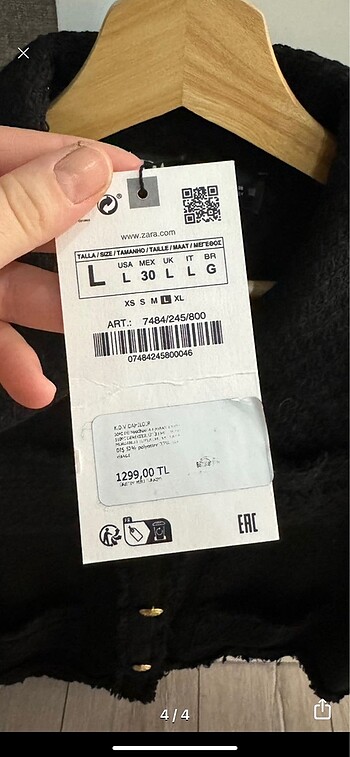 www.zara.com
TALLA / SIZE / TAMANHO / TAILLE / MAAT / ΜΕΓΕΘΟΣ
L
USA MEX UK IT BR
L 30 L L G
XS S M L XL
ART.: 7484/245/800
07484245800046
1299,00 TL
EAC
4/4